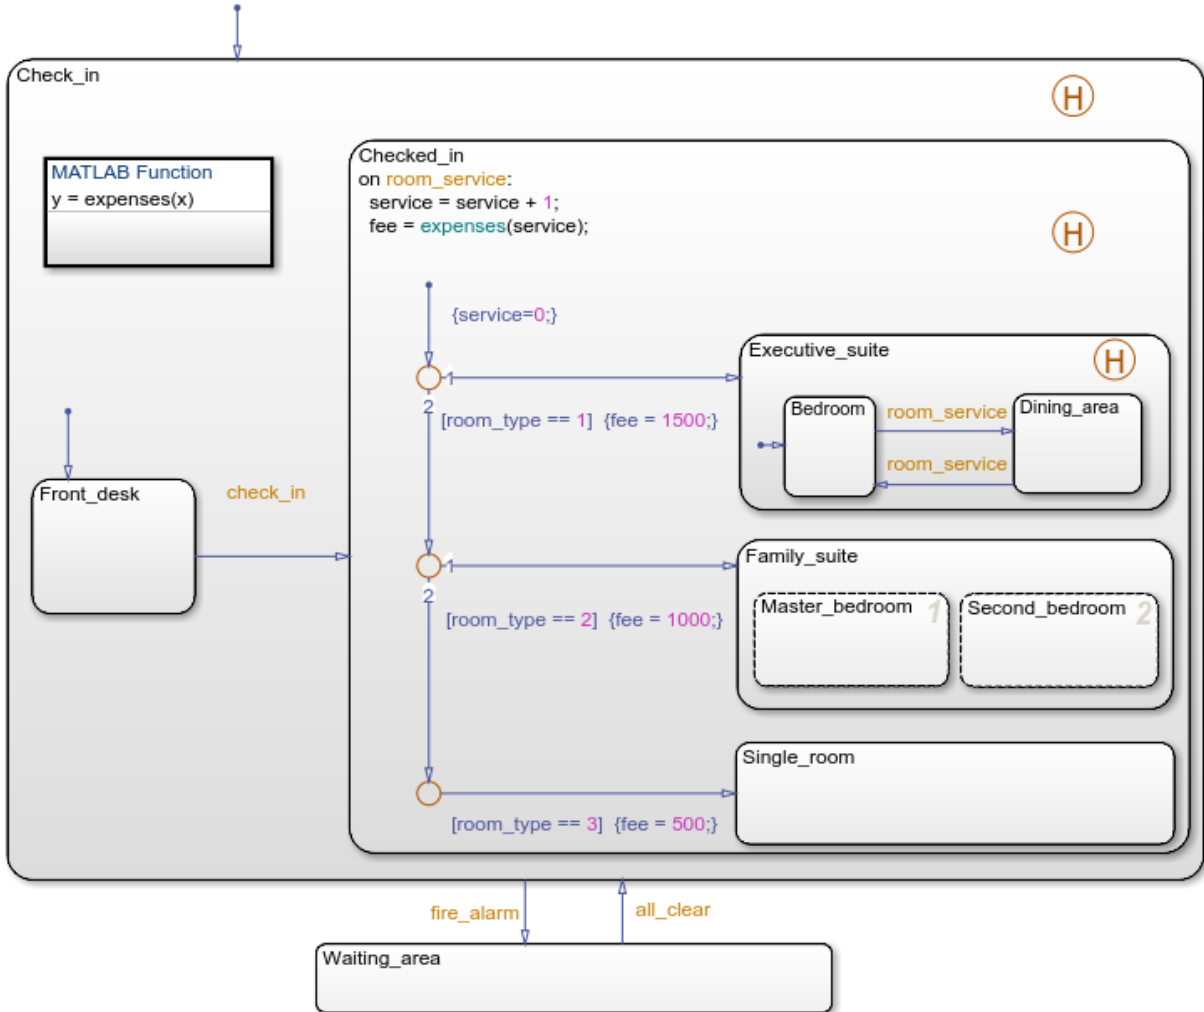 Check_in
H
MATLAB Function
y = expenses(x)
Checked_in
on room_service:
service = service + 1;
fee = expenses(service);
H
{service=0;}
Executive_suite
H
1
2
[room_type == 1] {fee = 1500;}
Bedroom
room_service
Dining_area
room_service
Front_desk
check_in
Family_suite
1
2
[room_type == 2] {fee = 1000;}
Master_bedroom 1
Second_bedroom 2
Single_room
[room_type == 3] {fee = 500;}
fire_alarm
all_clear
Waiting_area